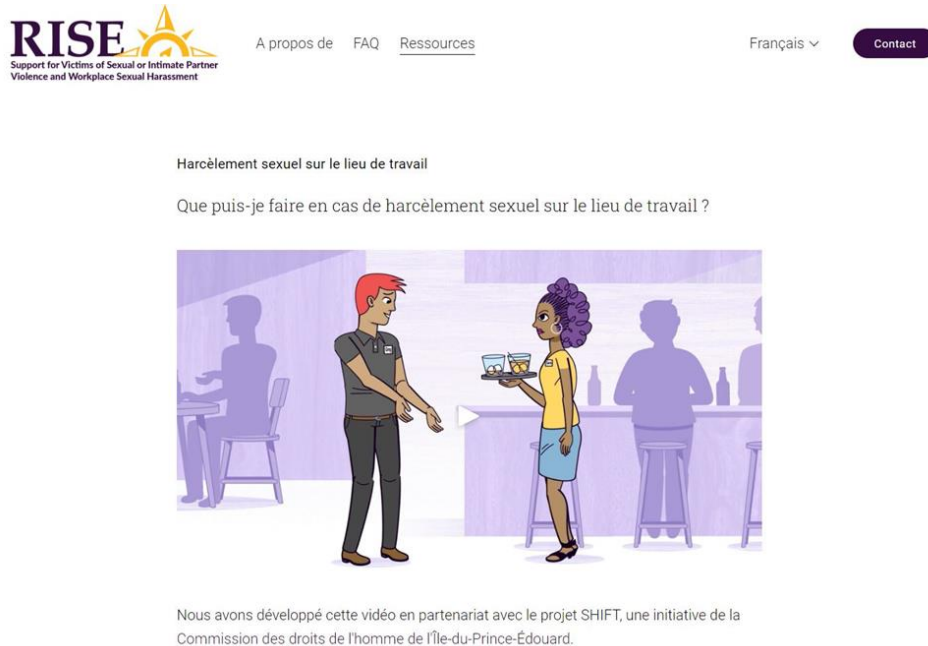 RISE
Support for Victims of Sexual or Intimate Partner
Violence and Workplace Sexual Harassment
A propos de
FAQ
Ressources
Français
Contact
Harcèlement sexuel sur le lieu de travail
Que puis-je faire en cas de harcèlement sexuel sur le lieu de travail ?
Nous avons développé cette vidéo en partenariat avec le projet SHIFT, une initiative de la
Commission des droits de l'homme de l'Île-du-Prince-Édouard.